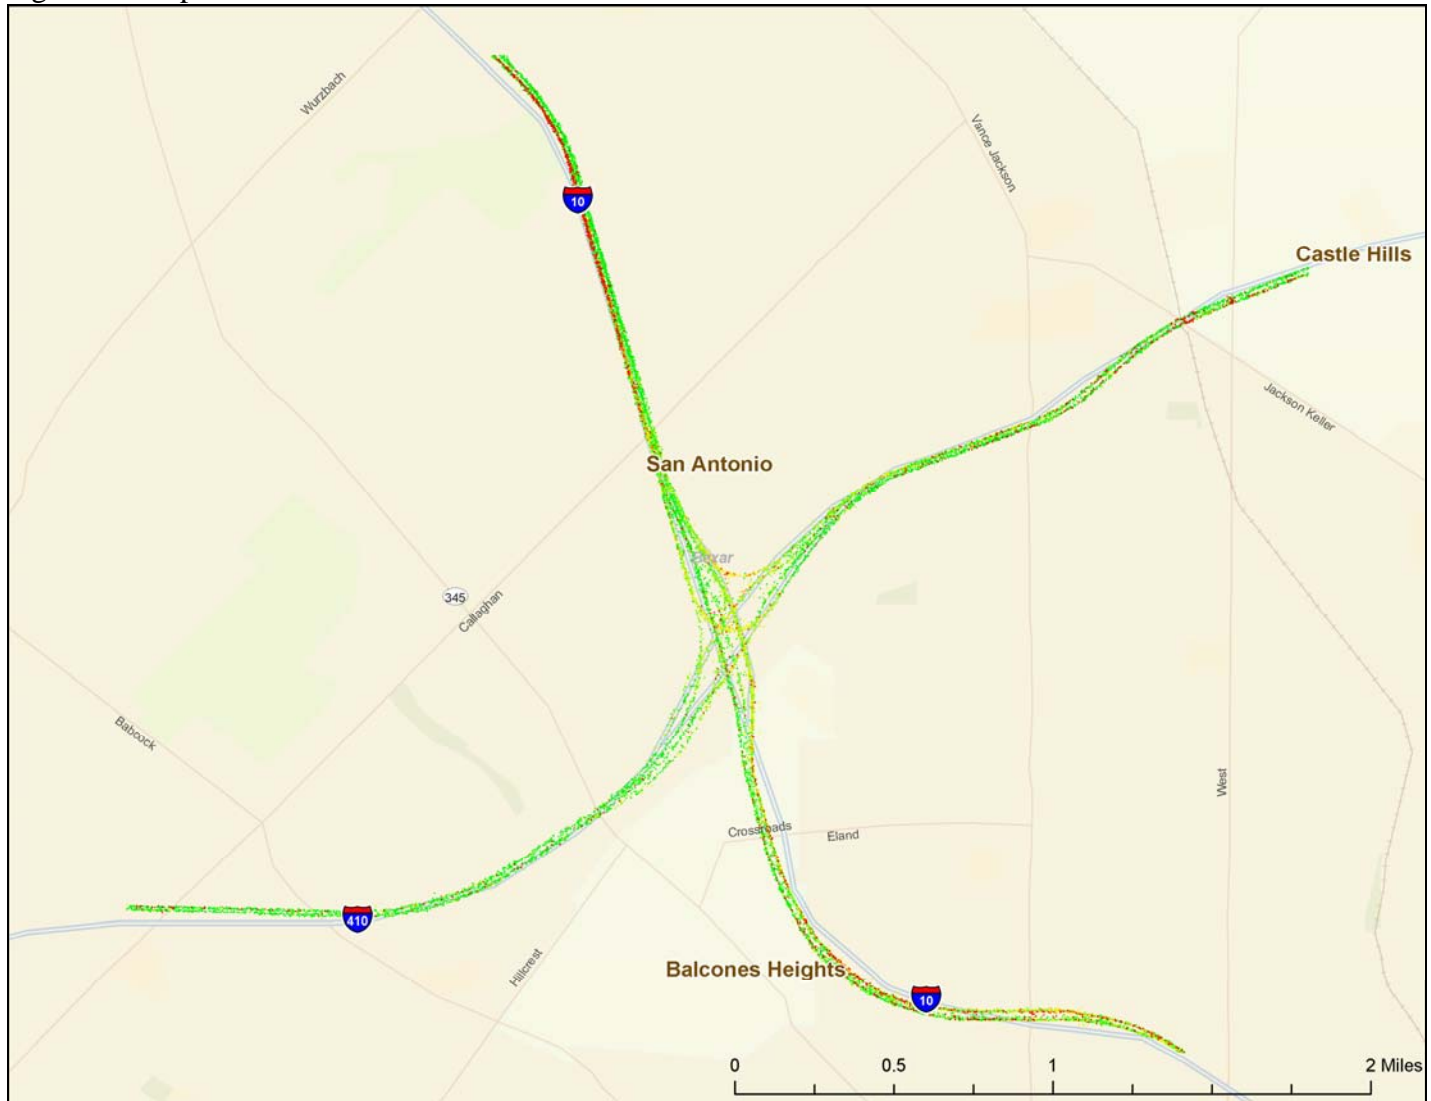 Wurzbach
Vance Jackson
10
Castle Hills
Jackson Keller
San Antonio
345
Callaghan
Babcock
West
Crossroads
Eland
410
Hillcrest
Balcones Heights
10
0 0.5 1 2 Miles